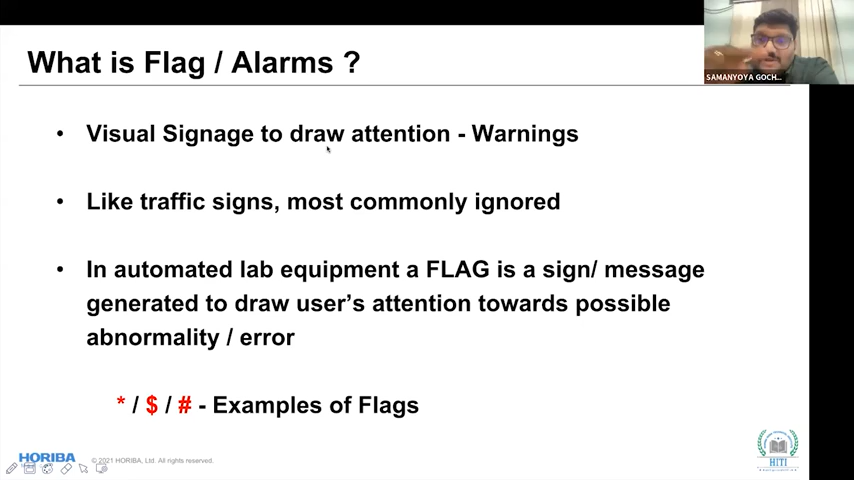 What is Flag / Alarms ?
SAMANYOYA GOCH...
• Visual Signage to draw attention - Warnings
• Like traffic signs, most commonly ignored
• In automated lab equipment a FLAG is a sign/ message
generated to draw user's attention towards possible
abnormality / error
* / $ / # - Examples of Flags
HORIBA
© 2021 HORIBA, Ltd. All rights reserved.
HITI